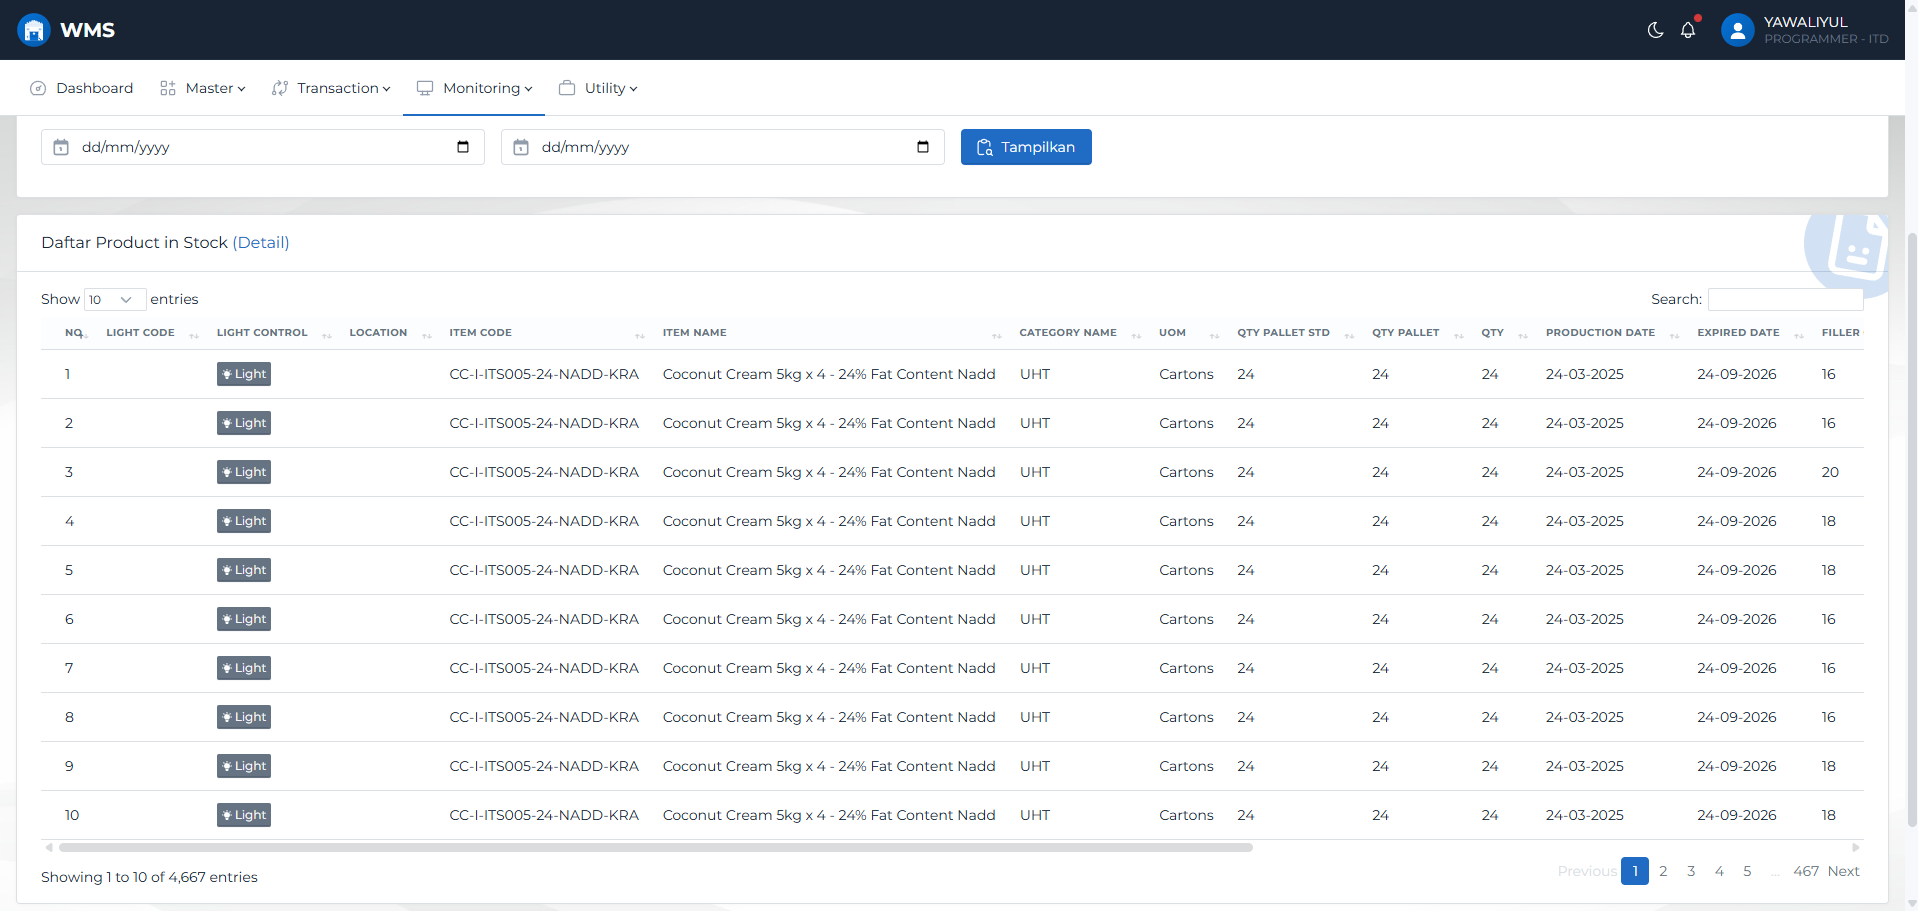 WMS
YAWALIYUL
PROGRAMMER - ITD
Dashboard Master Transaction Monitoring Utility
dd/mm/yyyy dd/mm/yyyy Tampilkan
Daftar Product in Stock (Detail)
Show 10 entries Search:
NO LIGHT CODE LIGHT CONTROL LOCATION ITEM CODE ITEM NAME CATEGORY NAME UOM QTY PALLET STD QTY PALLET QTY PRODUCTION DATE EXPIRED DATE FILLER
1 Light CC-I-ITS005-24-NADD-KRA Coconut Cream 5kg x 4 - 24% Fat Content Nadd UHT Cartons 24 24 24 24-03-2025 24-09-2026 16
2 Light CC-I-ITS005-24-NADD-KRA Coconut Cream 5kg x 4 - 24% Fat Content Nadd UHT Cartons 24 24 24 24-03-2025 24-09-2026 16
3 Light CC-I-ITS005-24-NADD-KRA Coconut Cream 5kg x 4 - 24% Fat Content Nadd UHT Cartons 24 24 24 24-03-2025 24-09-2026 20
4 Light CC-I-ITS005-24-NADD-KRA Coconut Cream 5kg x 4 - 24% Fat Content Nadd UHT Cartons 24 24 24 24-03-2025 24-09-2026 18
5 Light CC-I-ITS005-24-NADD-KRA Coconut Cream 5kg x 4 - 24% Fat Content Nadd UHT Cartons 24 24 24 24-03-2025 24-09-2026 18
6 Light CC-I-ITS005-24-NADD-KRA Coconut Cream 5kg x 4 - 24% Fat Content Nadd UHT Cartons 24 24 24 24-03-2025 24-09-2026 16
7 Light CC-I-ITS005-24-NADD-KRA Coconut Cream 5kg x 4 - 24% Fat Content Nadd UHT Cartons 24 24 24 24-03-2025 24-09-2026 16
8 Light CC-I-ITS005-24-NADD-KRA Coconut Cream 5kg x 4 - 24% Fat Content Nadd UHT Cartons 24 24 24 24-03-2025 24-09-2026 16
9 Light CC-I-ITS005-24-NADD-KRA Coconut Cream 5kg x 4 - 24% Fat Content Nadd UHT Cartons 24 24 24 24-03-2025 24-09-2026 18
10 Light CC-I-ITS005-24-NADD-KRA Coconut Cream 5kg x 4 - 24% Fat Content Nadd UHT Cartons 24 24 24 24-03-2025 24-09-2026 18
Showing 1 to 10 of 4,667 entries
Previous 1 2 3 4 5 ... 467 Next